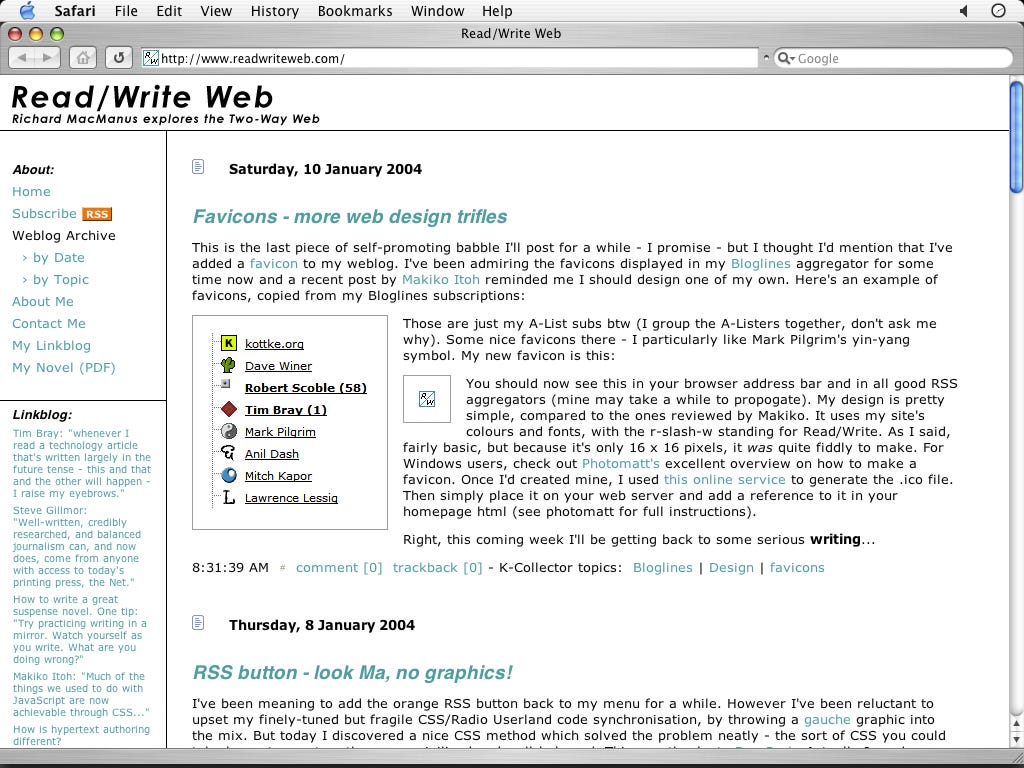 Safari File Edit View History Bookmarks Window Help
Read/Write Web
http://www.readwriteweb.com/
Google
Read/Write Web
Richard MacManus explores the Two-Way Web
About:
Home
Subscribe RSS
Weblog Archive
› by Date
› by Topic
About Me
Contact Me
My Linkblog
My Novel (PDF)
Linkblog:
Tim Bray: "whenever I
read a technology article
that's written largely in the
future tense - this and that
and the other will happen -
I raise my eyebrows."
Steve Gillmor:
"Well-written, credibly
researched, and balanced
journalism can, and now
does, come from anyone
with access to today's
printing press, the Net."
How to write a great
suspense novel. One tip:
"Try practicing writing in a
mirror. Watch yourself as
you write. What are you
doing wrong?"
Makiko Itoh: "Much of the
things we used to do with
JavaScript are now
achievable through CSS..."
How is hypertext authoring
different?
Saturday, 10 January 2004
Favicons - more web design trifles
This is the last piece of self-promoting babble I'll post for a while - I promise - but I thought I'd mention that I've
added a favicon to my weblog. I've been admiring the favicons displayed in my Bloglines aggregator for some
time now and a recent post by Makiko Itoh reminded me I should design one of my own. Here's an example of
favicons, copied from my Bloglines subscriptions:
K kottke.org
Dave Winer
Robert Scoble (58)
Tim Bray (1)
Mark Pilgrim
Anil Dash
Mitch Kapor
L Lawrence Lessig
Those are just my A-List subs btw (I group the A-Listers together, don't ask me
why). Some nice favicons there - I particularly like Mark Pilgrim's yin-yang
symbol. My new favicon is this:
R/W
You should now see this in your browser address bar and in all good RSS
aggregators (mine may take a while to propogate). My design is pretty
simple, compared to the ones reviewed by Makiko. It uses my site's
colours and fonts, with the r-slash-w standing for Read/Write. As I said,
fairly basic, but because it's only 16 x 16 pixels, it was quite fiddly to make. For
Windows users, check out Photomatt's excellent overview on how to make a
favicon. Once I'd created mine, I used this online service to generate the .ico file.
Then simply place it on your web server and add a reference to it in your
homepage html (see photomatt for full instructions).
Right, this coming week I'll be getting back to some serious writing...
8:31:39 AM # comment [0] trackback [0] - K-Collector topics: Bloglines | Design | favicons
Thursday, 8 January 2004
RSS button - look Ma, no graphics!
I've been meaning to add the orange RSS button back to my menu for a while. However I've been reluctant to
upset my finely-tuned but fragile CSS/Radio Userland code synchronisation, by throwing a gauche graphic into
the mix. But today I discovered a nice CSS method which solved the problem neatly - the sort of CSS you could